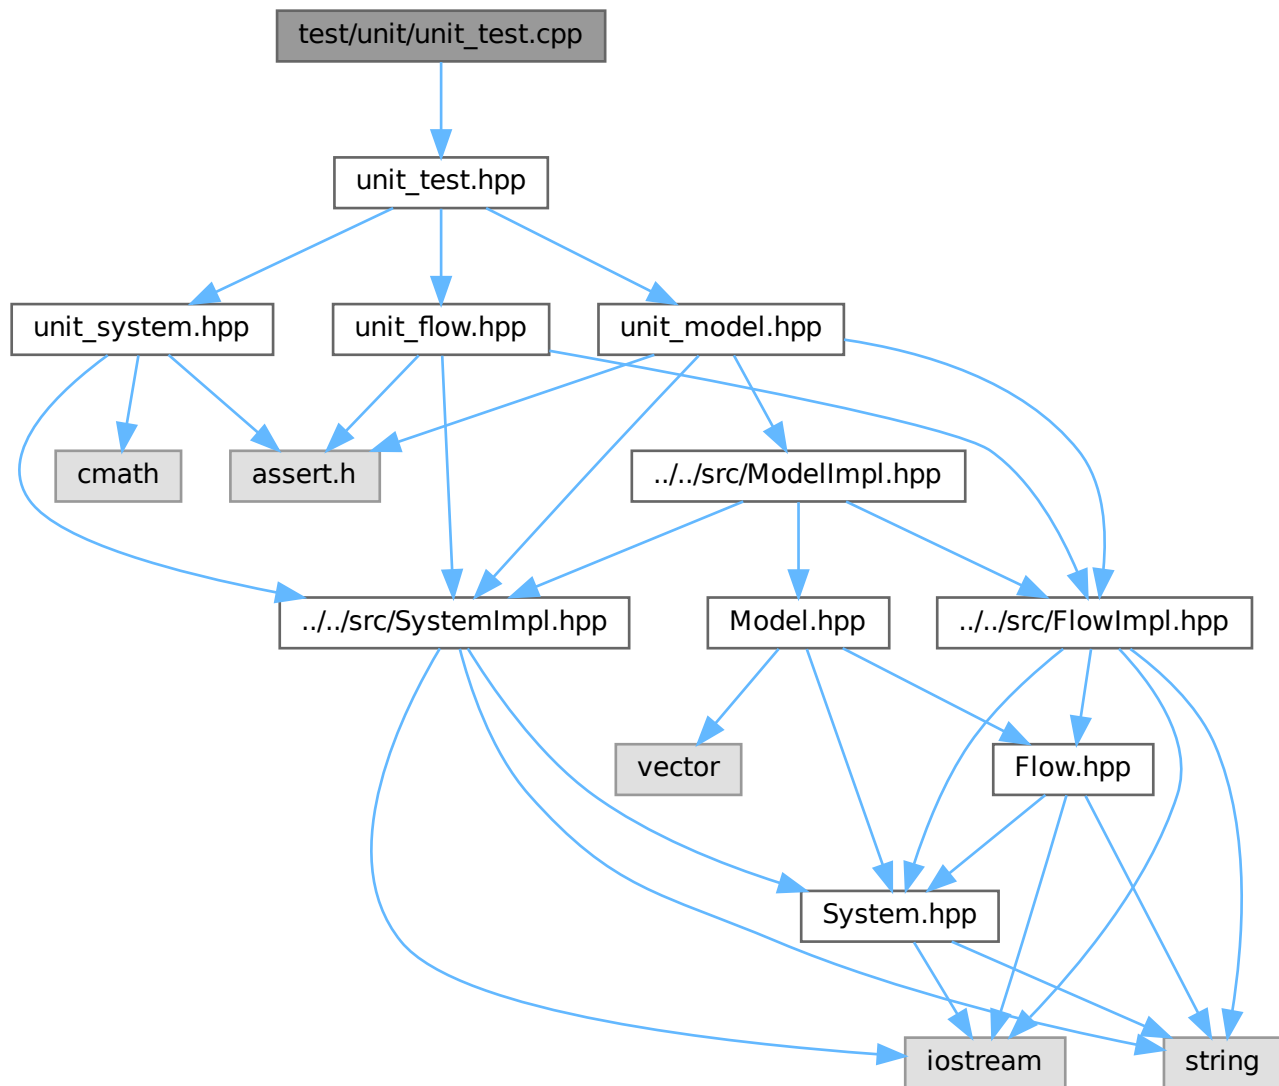 test/unit/unit_test.cpp
unit_test.hpp
unit_system.hpp
unit_flow.hpp
unit_model.hpp
cmath
assert.h
../../src/ModelImpl.hpp
../../src/SystemImpl.hpp
Model.hpp
../../src/FlowImpl.hpp
vector
Flow.hpp
System.hpp
iostream
string